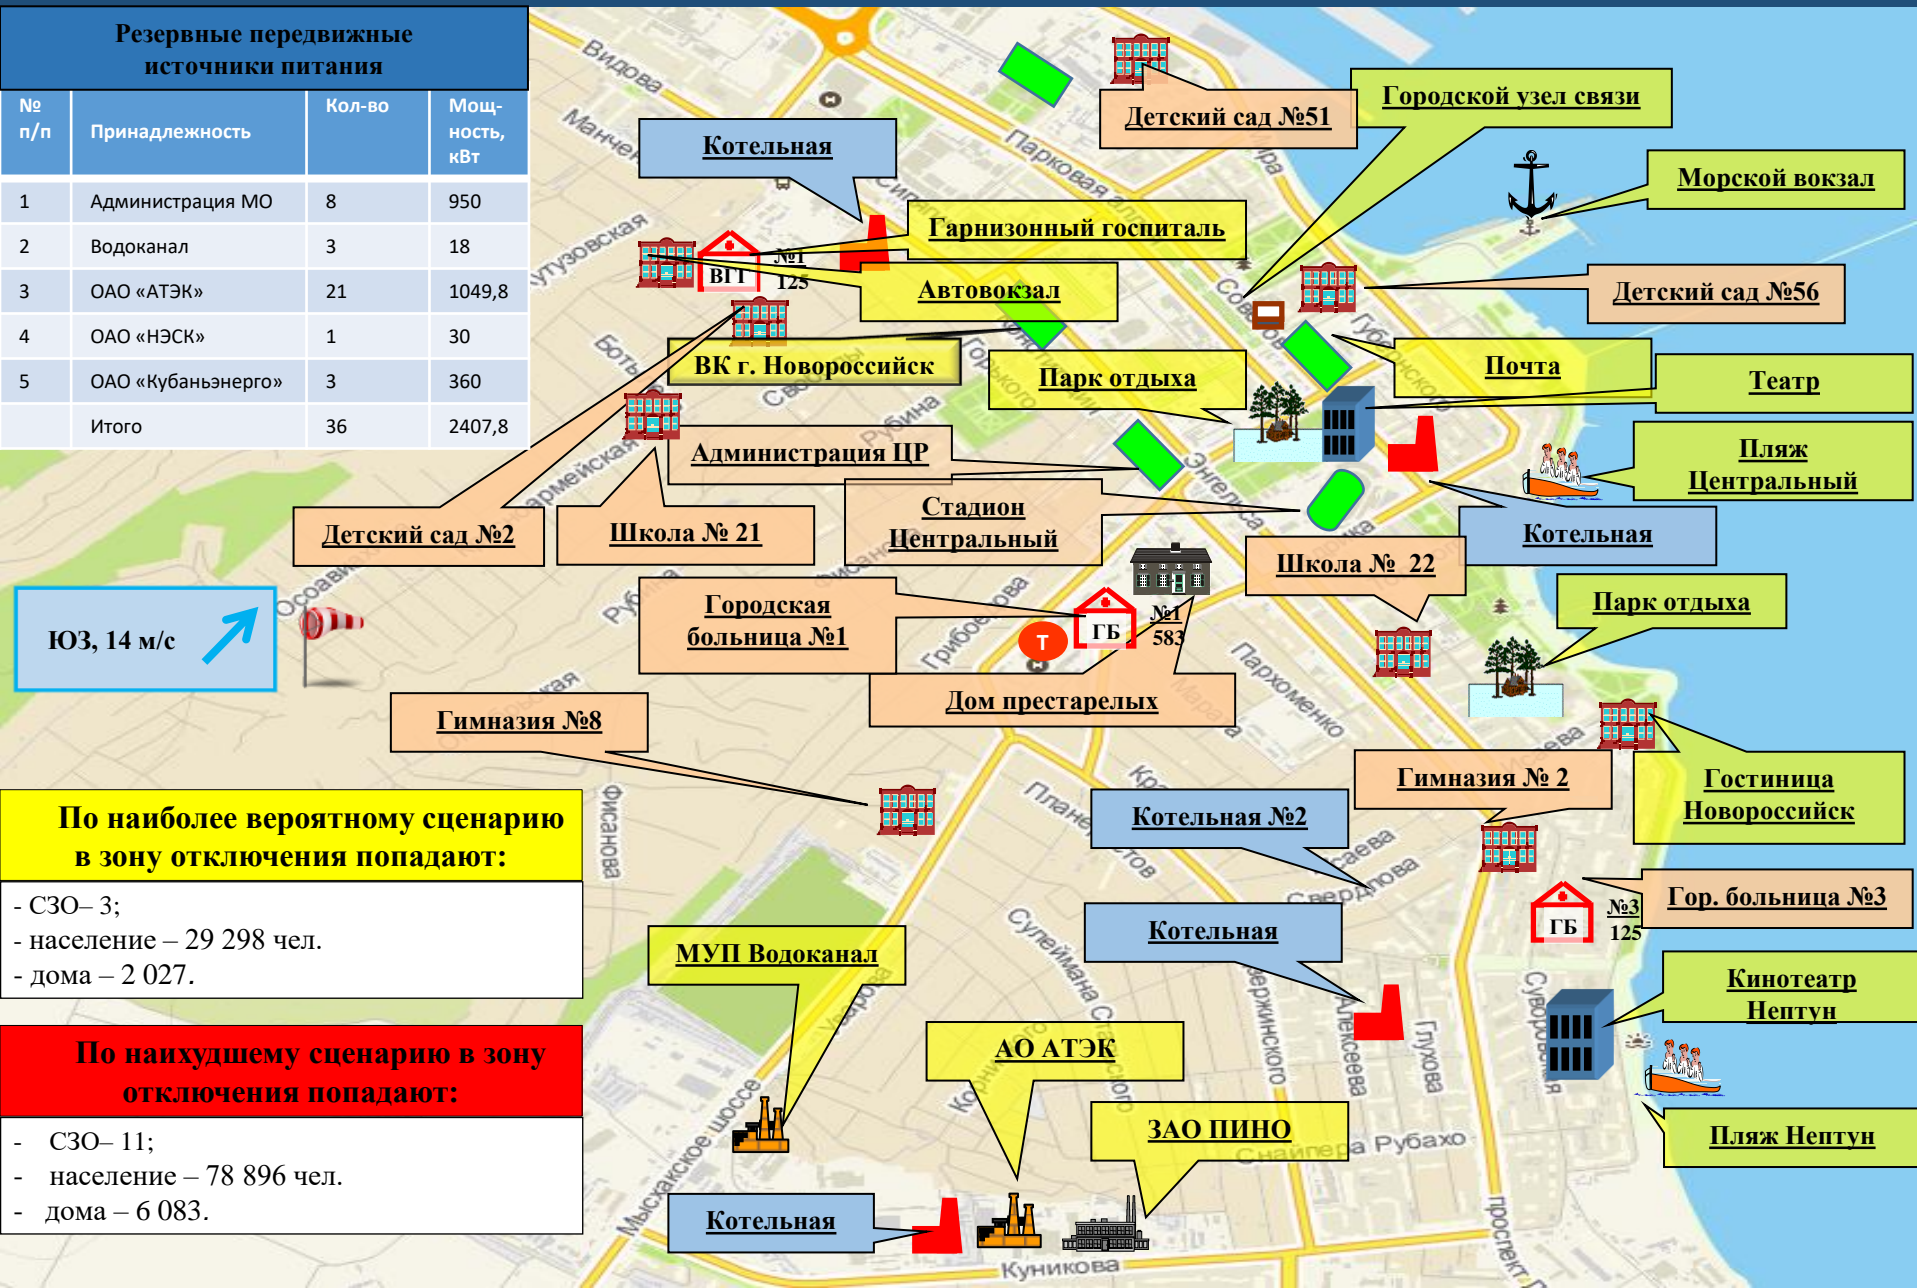 Резервные передвижные
источники питания
№ п/п
Принадлежность
Кол-во
Мощ-
ность,
кВт
1 Администрация МО 8 950
2 Водоканал 3 18
3 ОАО «АТЭК» 21 1049,8
4 ОАО «НЭСК» 1 30
5 ОАО «Кубаньэнерго» 3 360
Итого 36 2407,8
Видова
Детский сад №51
Городской узел связи
Котельная
Парковая
Мира
Морской вокзал
Гарнизонный госпиталь
ВГГ
№1
125
Автовокзал
Детский сад №56
ВК г. Новороссийск
Горького
Парк отдыха
Почта
Театр
Рубина
Администрация ЦР
Энгельса
Пляж
Центральный
Детский сад №2
Школа № 21
Стадион
Центральный
Котельная
Школа № 22
ЮЗ, 14 м/с
Городская
больница №1
Т
ГБ
№1
583
Грибоедова
Парк отдыха
Пархоменко
Мира
Дом престарелых
Гимназия №8
Гимназия № 2
Гостиница
Новороссийск
Котельная №2
Свердлова
Фисанова
По наиболее вероятному сценарию
в зону отключения попадают:
- СЗО– 3;
- население – 29 298 чел.
- дома – 2 027.
Гор. больница №3
ГБ
№3
125
Котельная
МУП Водоканал
Сулеймана Стальского
Кинотеатр
Нептун
Суворовская
Алексеева
Глухова
По наихудшему сценарию в зону
отключения попадают:
- СЗО– 11;
- население – 78 896 чел.
- дома – 6 083.
АО АТЭК
ЗАО ПИНО
Снайпера Рубахо
Пляж Нептун
Мысхакское шоссе
Котельная
Куникова
проспект